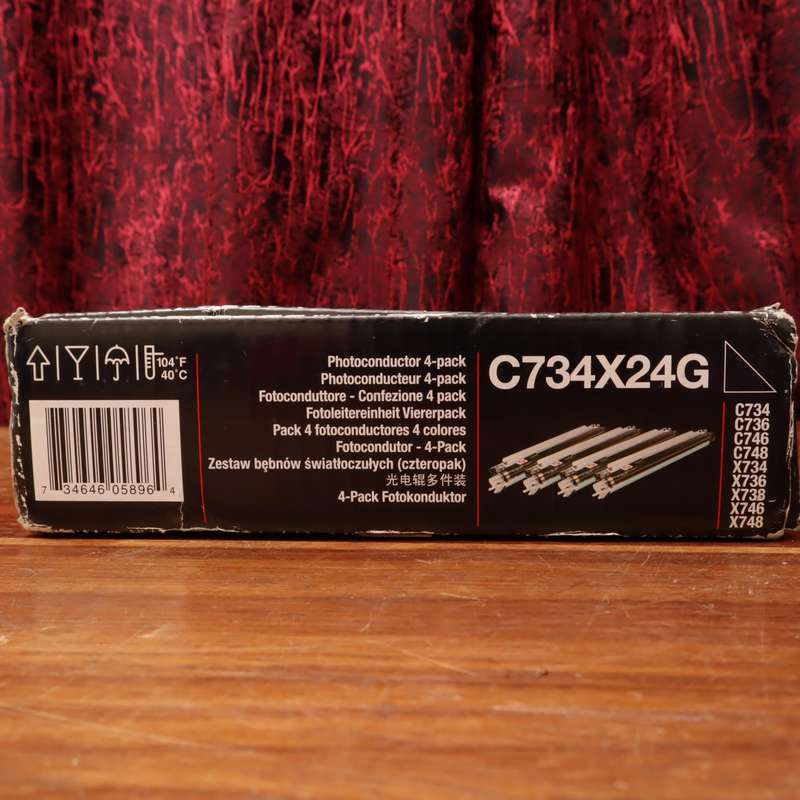 104°F
40°C
7 34646 05896 4
Photoconductor 4-pack
Photoconducteur 4-pack
Fotoconduttore - Confezione 4 pack
Fotoleitereinheit Viererpack
Pack 4 fotoconductores 4 colores
Fotocondutor - 4-Pack
Zestaw bębnów światłoczułych (czteropak)
光电辊多件装
4-Pack Fotokonduktor
C734X24G
C734
C736
C746
C748
X734
X736
X738
X746
X748